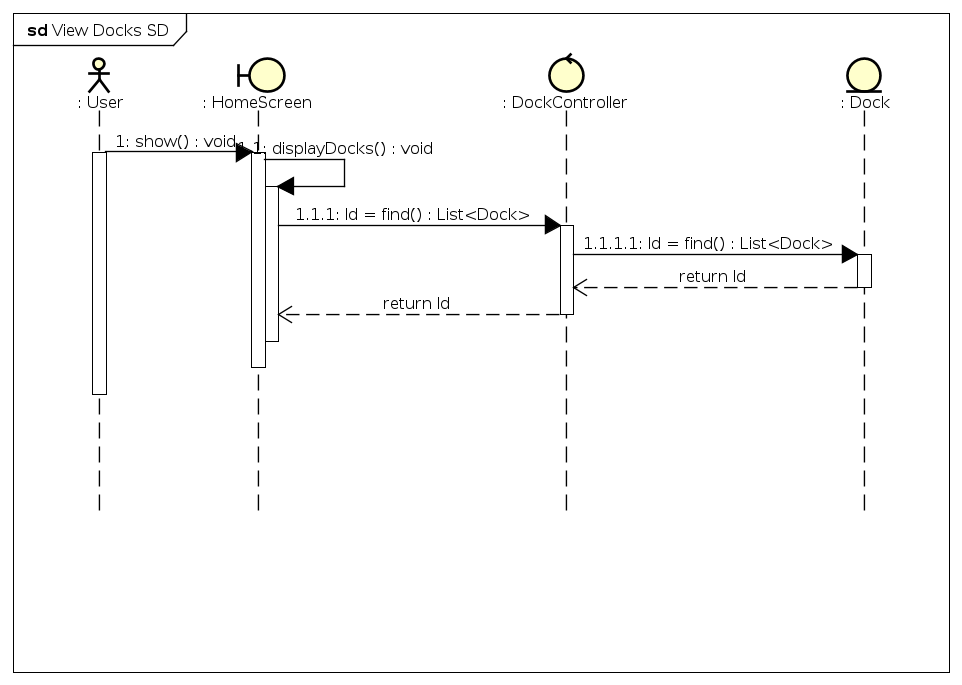 sd View Docks SD
: User
: HomeScreen
: DockController
: Dock
1: show() : void
1.1: displayDocks() : void
1.1.1: ld = find() : List<Dock>
1.1.1.1: ld = find() : List<Dock>
return ld
return ld